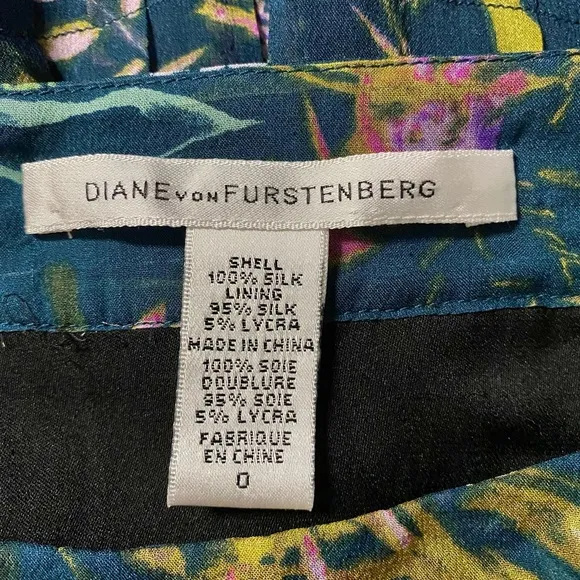 DIANE VON FURSTENBERG
SHELL
100% SILK
LINING
95% SILK
5% LYCRA
MADE IN CHINA
100% SOIE
DOUBLURE
95% SOIE
5% LYCRA
FABRIQUE
EN CHINE
0